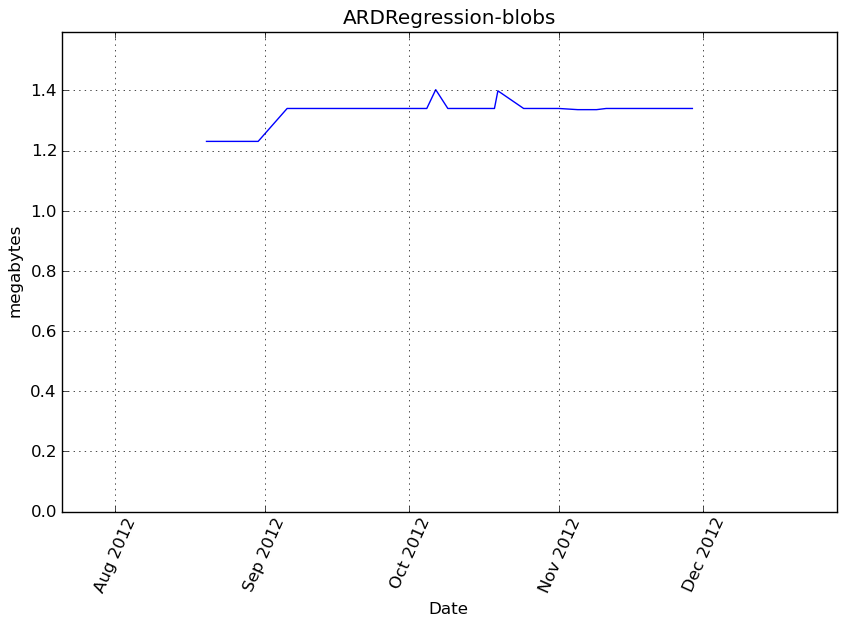 ARDRegression-blobs
megabytes
1.4
1.2
1.0
0.8
0.6
0.4
0.2
0.0
Aug 2012
Sep 2012
Oct 2012
Nov 2012
Dec 2012
Date